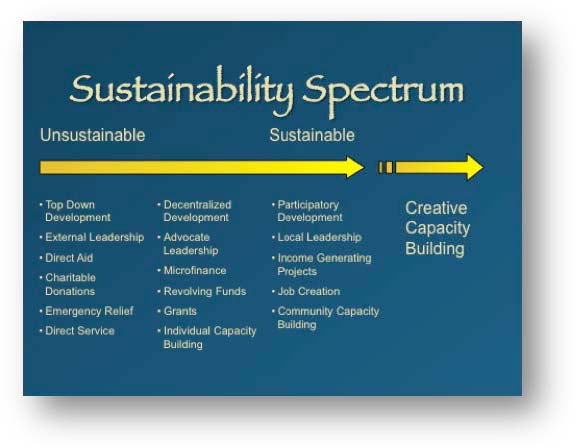 Sustainability Spectrum
Unsustainable
Sustainable
• Top Down
Development
• External Leadership
• Direct Aid
• Charitable
Donations
• Emergency Relief
• Direct Service
• Decentralized
Development
• Advocate
Leadership
• Microfinance
• Revolving Funds
• Grants
• Individual Capacity
Building
• Participatory
Development
• Local Leadership
• Income Generating
Projects
• Job Creation
• Community Capacity
Building
Creative
Capacity
Building